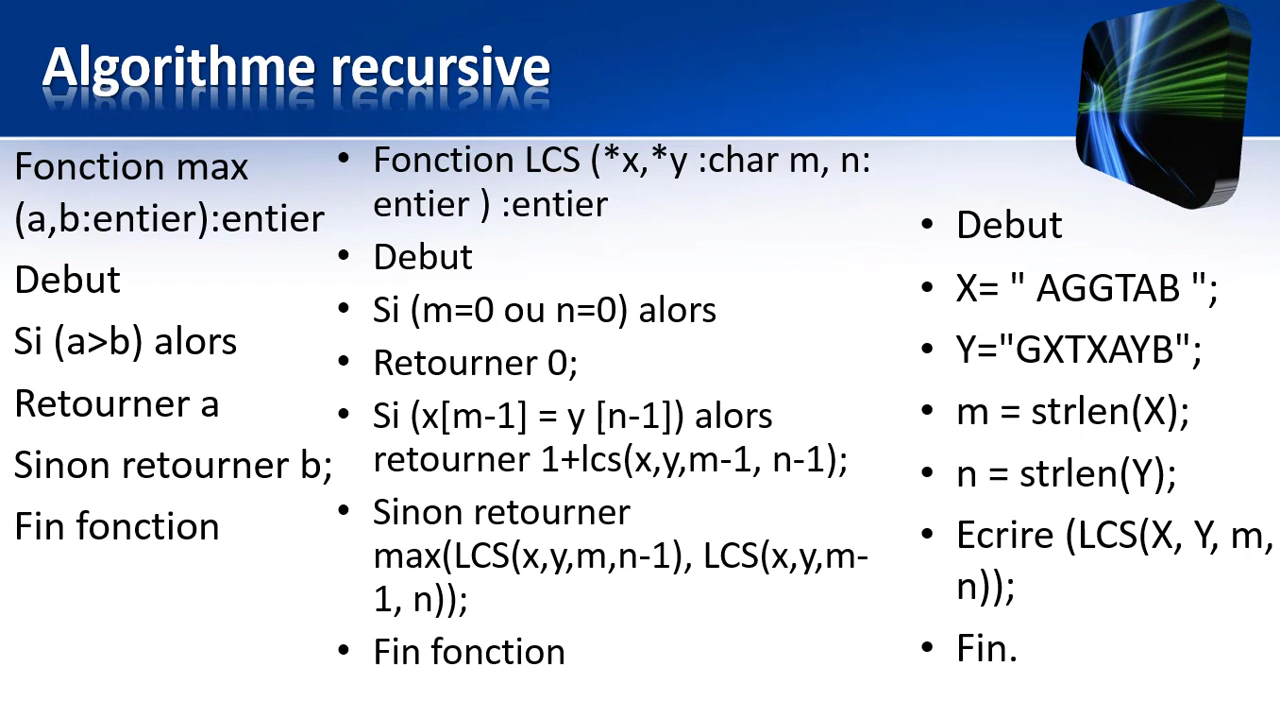 Algorithme recursive
Fonction max
(a,b:entier):entier
Debut
Si (a>b) alors
Retourner a
Sinon retourner b;
Fin fonction
• Fonction LCS (*x,*y :char m, n:
entier ) :entier
• Debut
• Si (m=0 ou n=0) alors
• Retourner 0;
• Si (x[m-1] = y [n-1]) alors
retourner 1+lcs(x,y,m-1, n-1);
• Sinon retourner
max(LCS(x,y,m,n-1), LCS(x,y,m-
1, n));
• Fin fonction
• Debut
• X= " AGGTAB ";
• Y="GXTXAYB";
• m = strlen(X);
• n = strlen(Y);
• Ecrire (LCS(X, Y, m,
n));
• Fin.